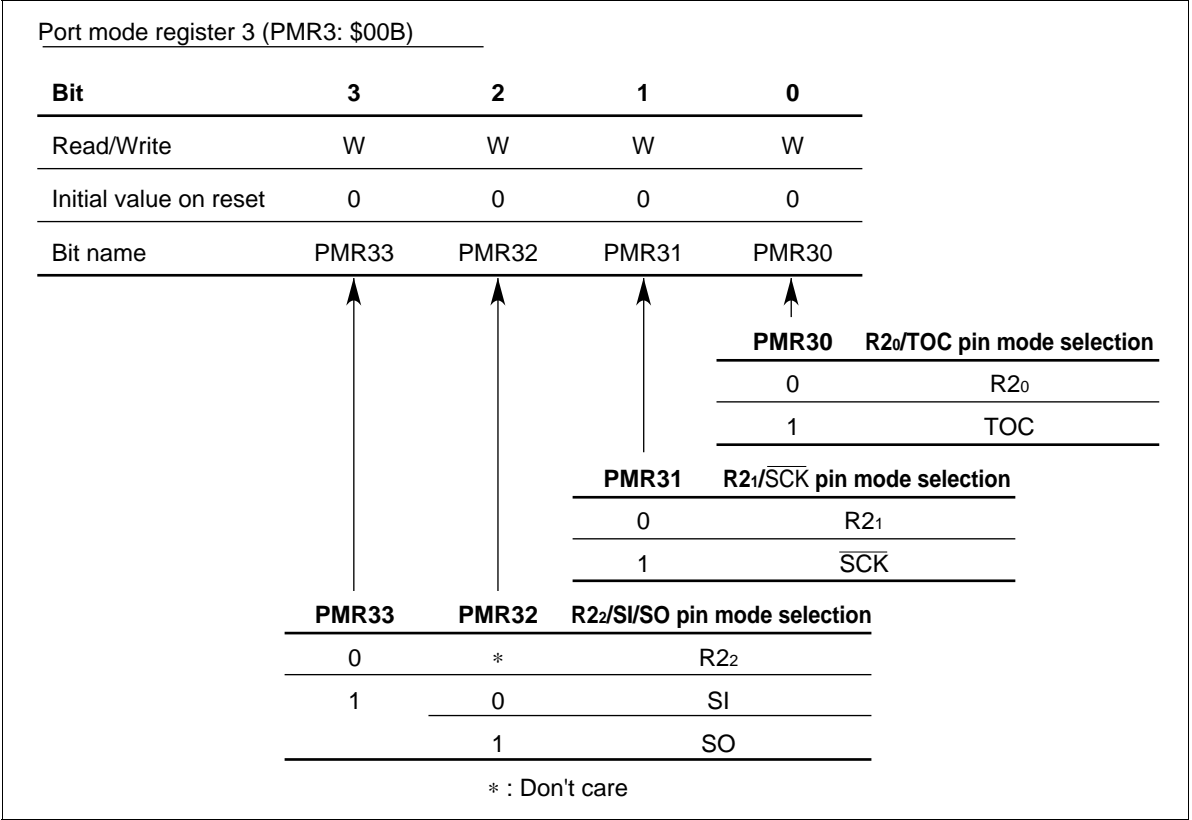 Port mode register 3 (PMR3: $00B)
Bit 3 2 1 0
Read/Write W W W W
Initial value on reset 0 0 0 0
Bit name PMR33 PMR32 PMR31 PMR30
PMR30 R2₀/TOC pin mode selection
0 R2₀
1 TOC
PMR31 R2₁/S̅C̅K̅ pin mode selection
0 R2₁
1 S̅C̅K̅
PMR33 PMR32 R2₂/SI/SO pin mode selection
0 * R2₂
1 0 SI
1 SO
* : Don't care